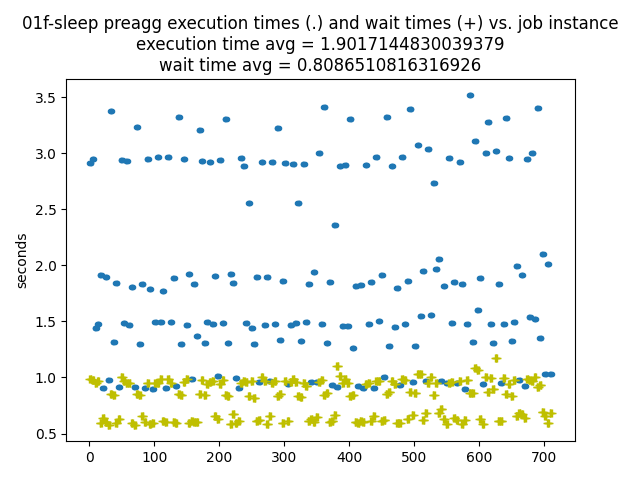 01f-sleep preagg execution times (.) and wait times (+) vs. job instance
execution time avg = 1.9017144830039379
wait time avg = 0.8086510816316926
3.5
3.0
2.5
seconds
2.0
1.5
1.0
0.5
0 100 200 300 400 500 600 700